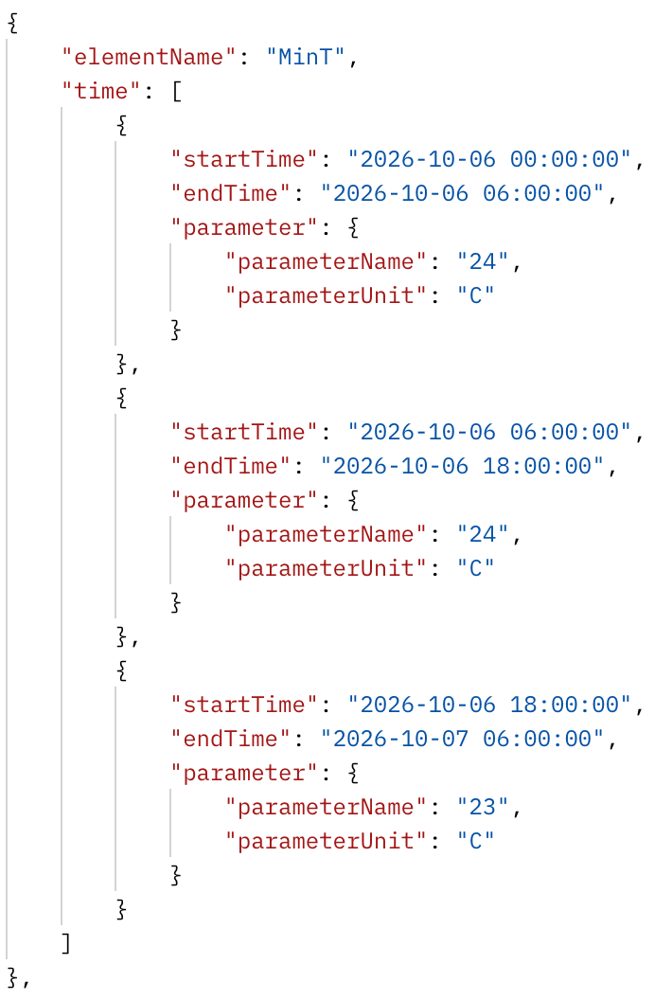 {
    "elementName": "MinT",
    "time": [
        {
            "startTime": "2026-10-06 00:00:00",
            "endTime": "2026-10-06 06:00:00",
            "parameter": {
                "parameterName": "24",
                "parameterUnit": "C"
            }
        },
        {
            "startTime": "2026-10-06 06:00:00",
            "endTime": "2026-10-06 18:00:00",
            "parameter": {
                "parameterName": "24",
                "parameterUnit": "C"
            }
        },
        {
            "startTime": "2026-10-06 18:00:00",
            "endTime": "2026-10-07 06:00:00",
            "parameter": {
                "parameterName": "23",
                "parameterUnit": "C"
            }
        }
    ]
},